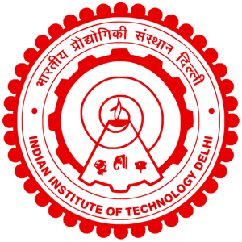 भारतीय प्रौद्योगिकी संस्थान दिल्ली
INDIAN INSTITUTE OF TECHNOLOGY DELHI